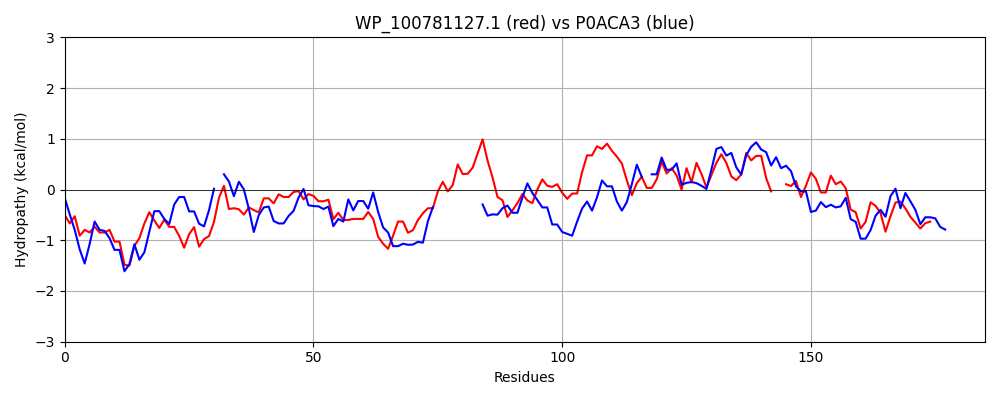 WP_100781127.1 (red) vs P0ACA3 (blue)
3
2
1
0
−1
−2
−3
Hydropathy (kcal/mol)
0 50 100 150
Residues